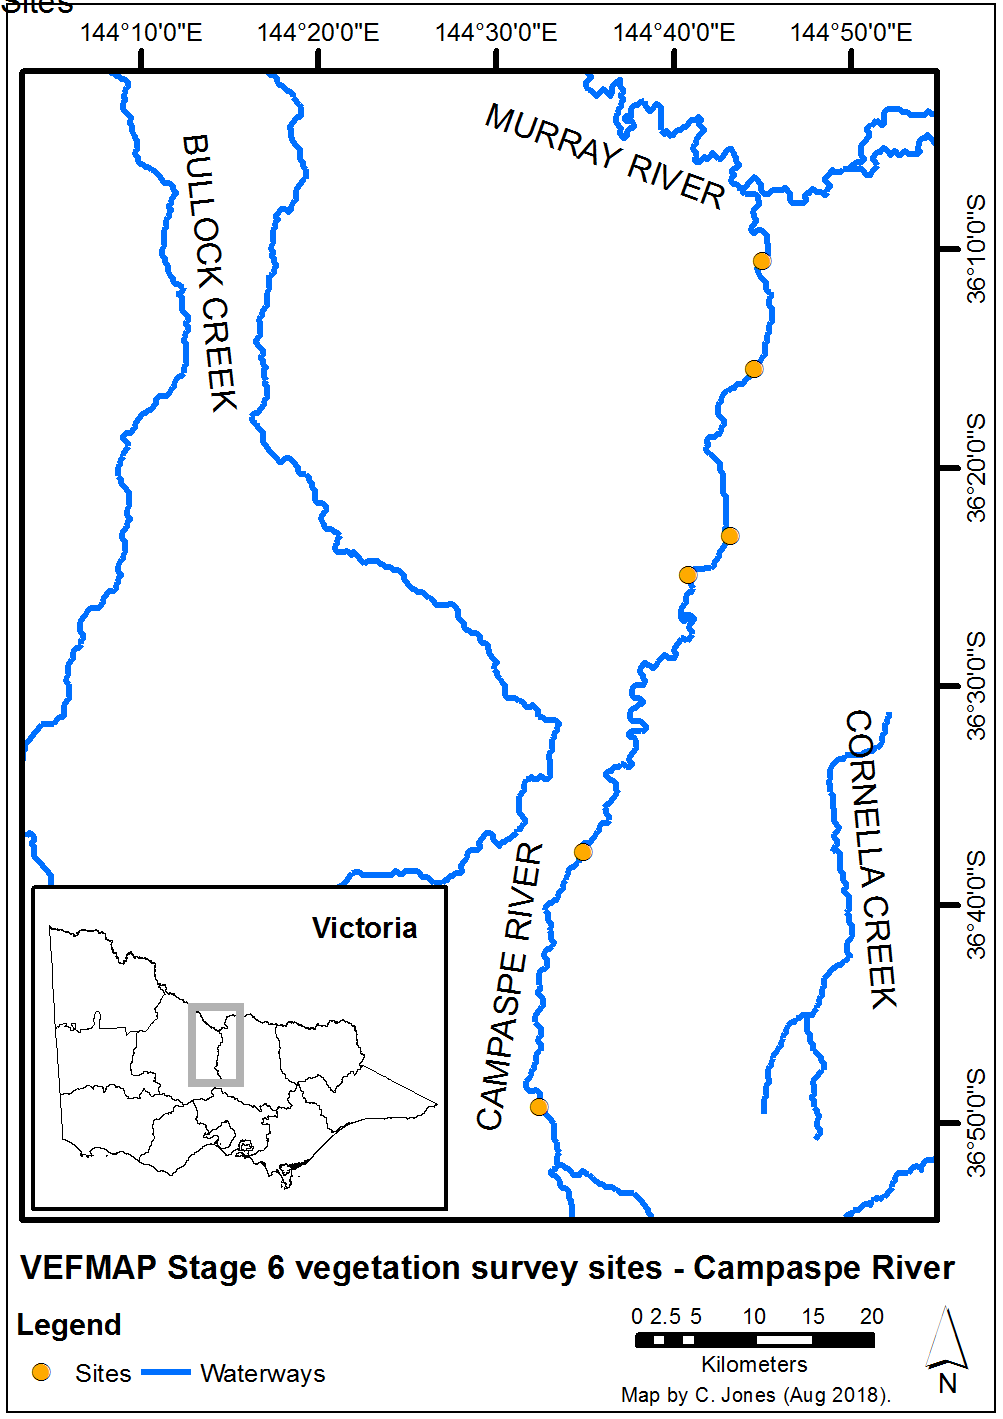 Sites
144°10'0"E 144°20'0"E 144°30'0"E 144°40'0"E 144°50'0"E
MURRAY RIVER
BULLOCK CREEK
36°10'0"S
36°20'0"S
36°30'0"S
CORNELLA CREEK
CAMPASPE RIVER
36°40'0"S
36°50'0"S
Victoria
VEFMAP Stage 6 vegetation survey sites - Campaspe River
Legend
Sites
Waterways
0 2.5 5 10 15 20
Kilometers
Map by C. Jones (Aug 2018).
N